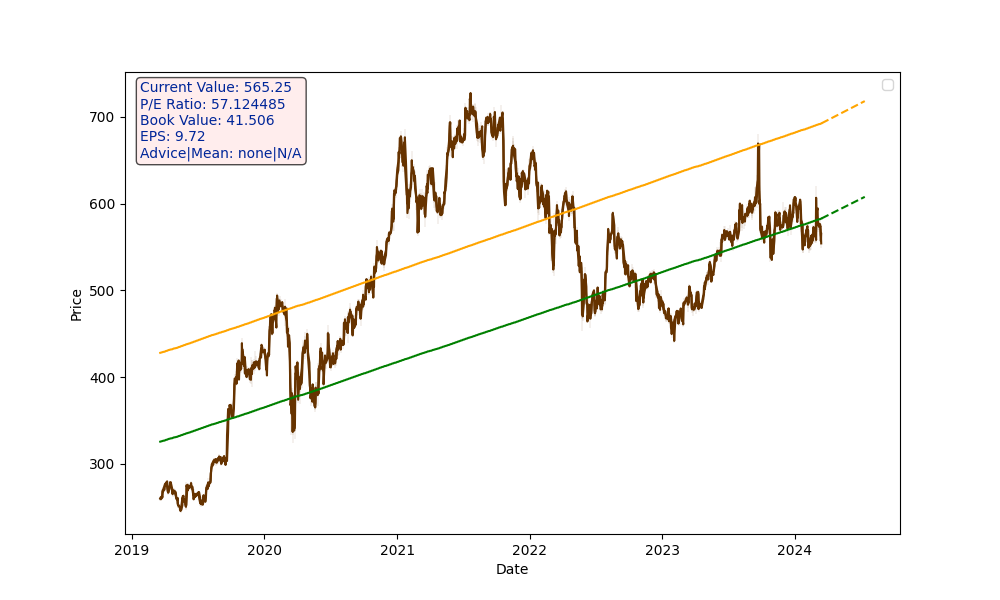 Current Value: 565.25
P/E Ratio: 57.124485
Book Value: 41.506
EPS: 9.72
Advice|Mean: none|N/A
Price
700
600
500
400
300
2019 2020 2021 2022 2023 2024
Date